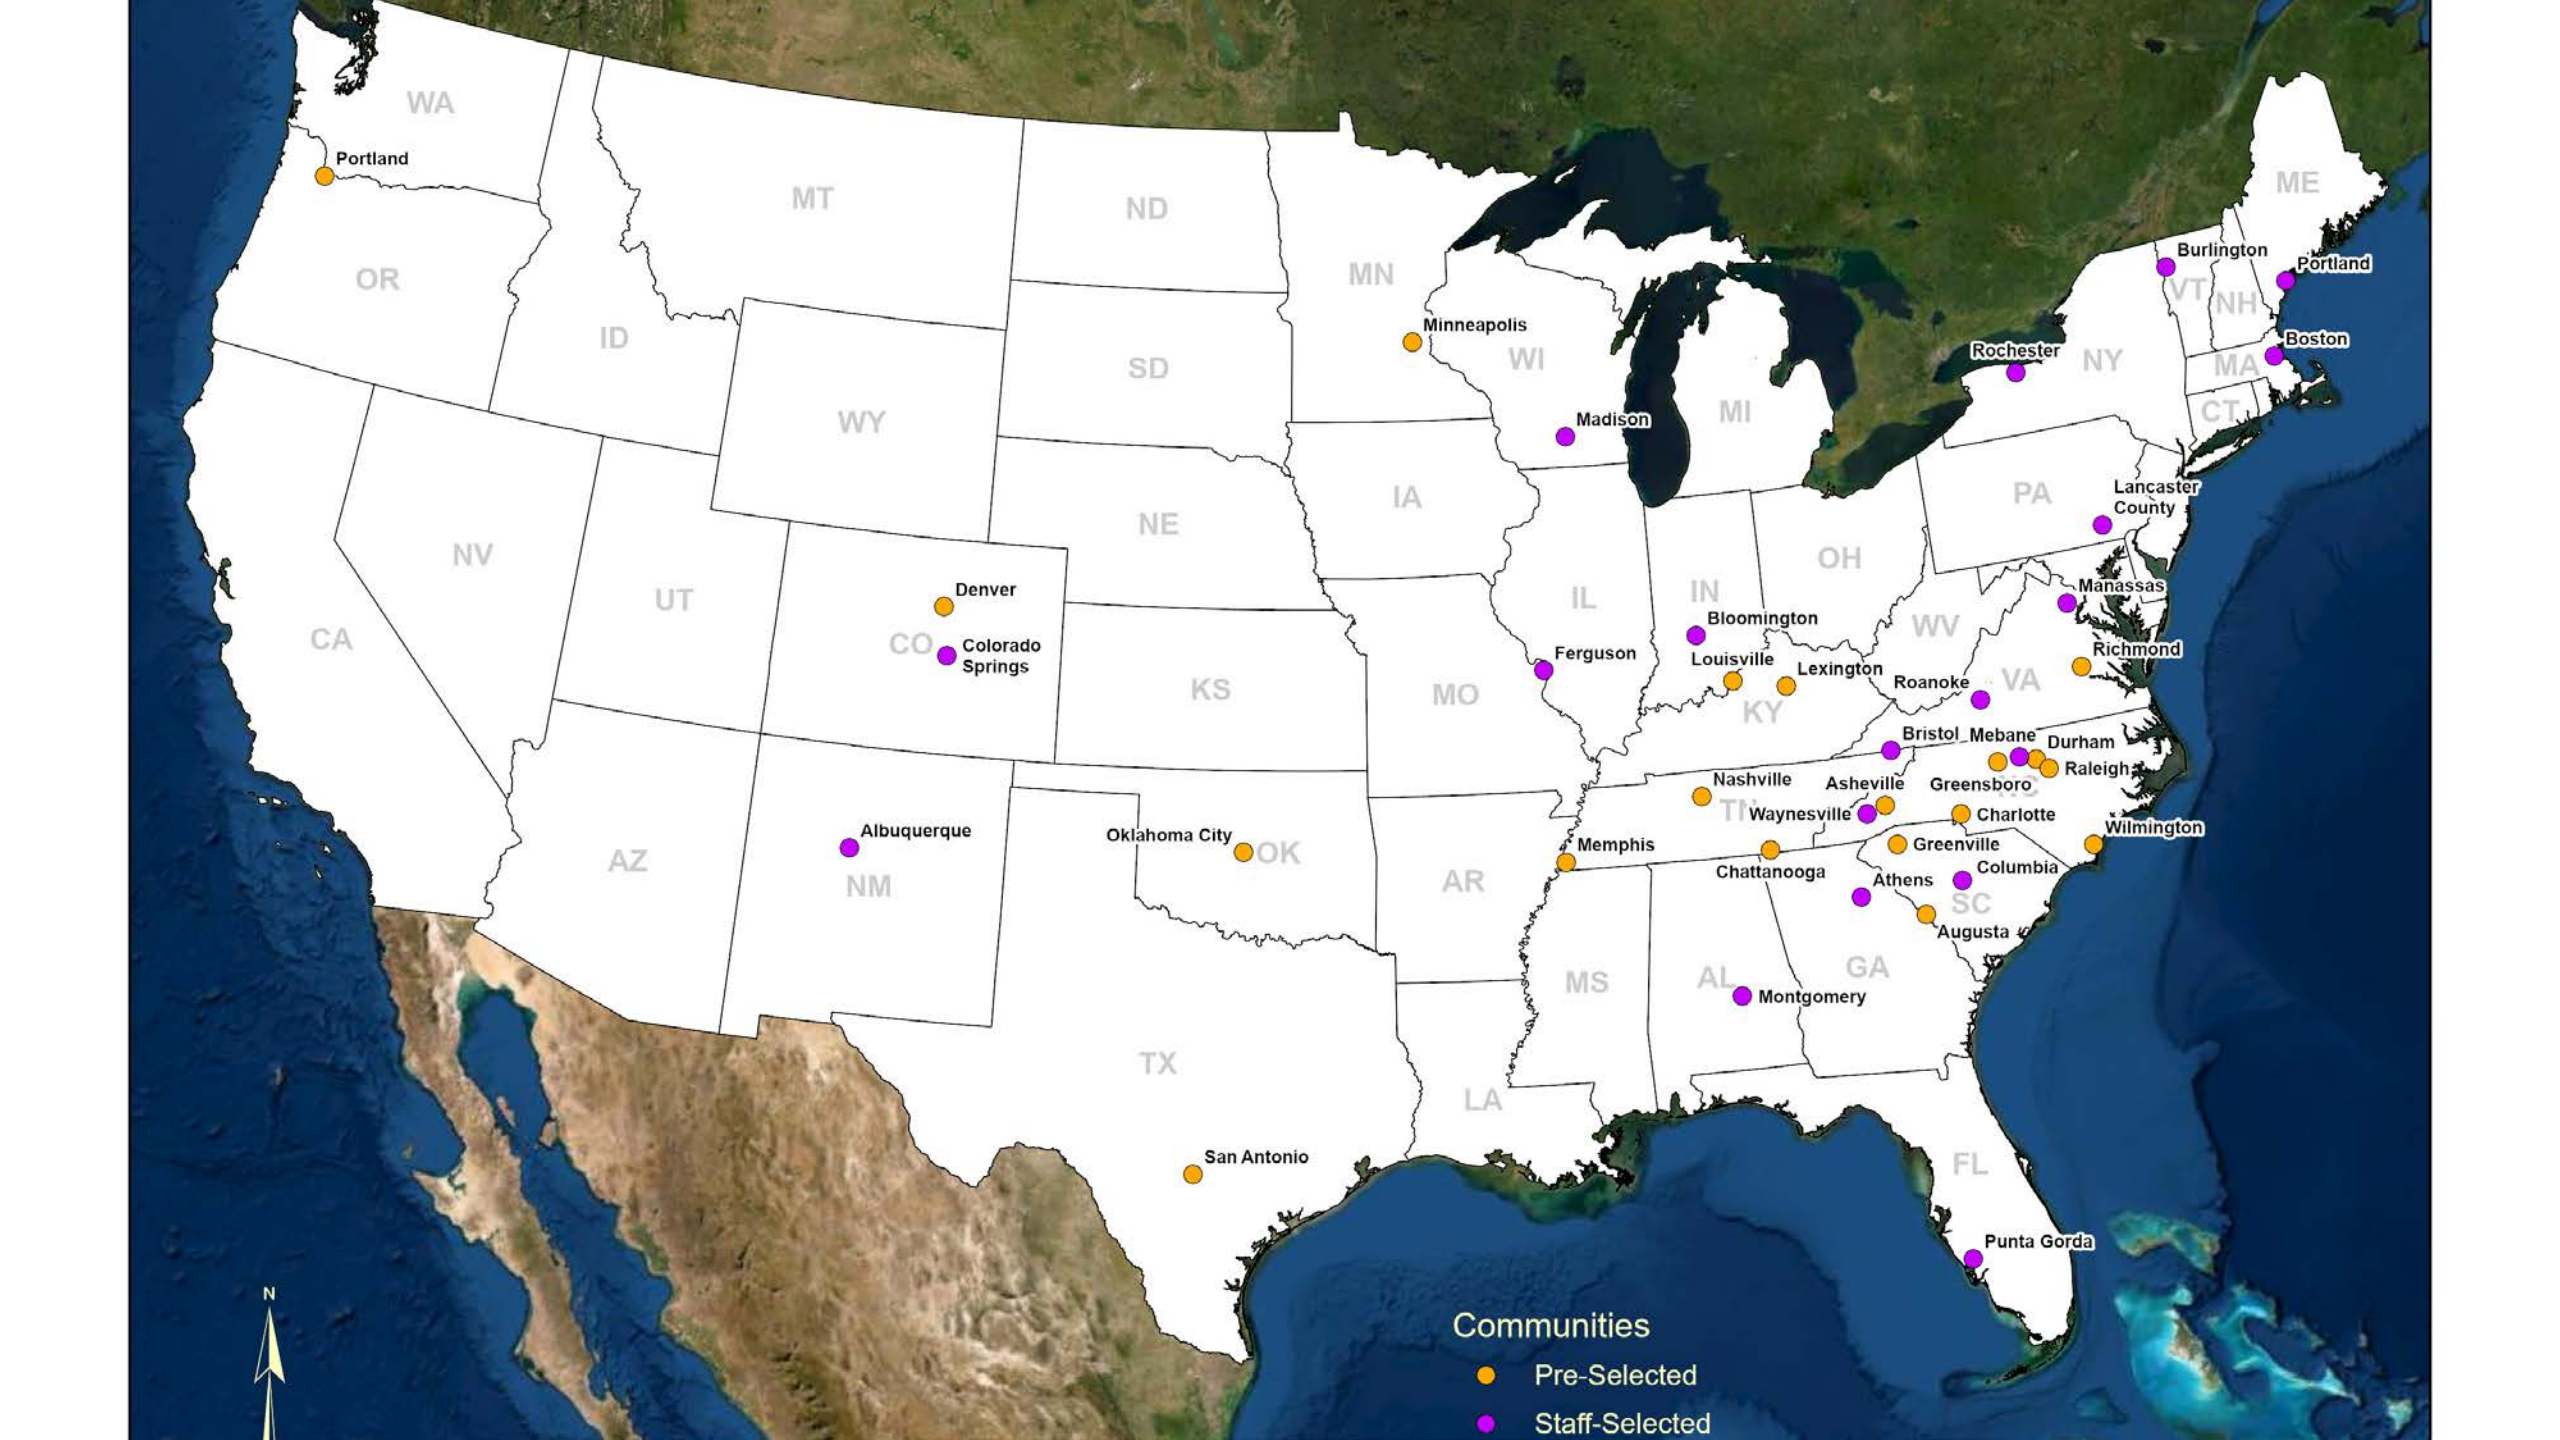 WA
Portland
MT
ND
ME
OR
MN
Burlington
Portland
VT
NH
ID
Minneapolis
SD
WI
Rochester
NY
Boston
MA
WY
Madison
MI
CT
IA
PA
Lancaster
County
NE
NV
OH
Denver
UT
IL
IN
Manassas
CA
CO
Colorado
Springs
Bloomington
WV
Ferguson
Louisville
Lexington
Richmond
KS
MO
KY
Roanoke
VA
Bristol
Mebane
Durham
Raleigh
Nashville
Asheville
Greensboro
NC
TN
Waynesville
Charlotte
Albuquerque
Oklahoma City
OK
Memphis
Greenville
Wilmington
AZ
NM
AR
Chattanooga
Athens
Columbia
SC
Augusta
MS
AL
GA
Montgomery
TX
LA
San Antonio
FL
Punta Gorda
N
Communities
Pre-Selected
Staff-Selected